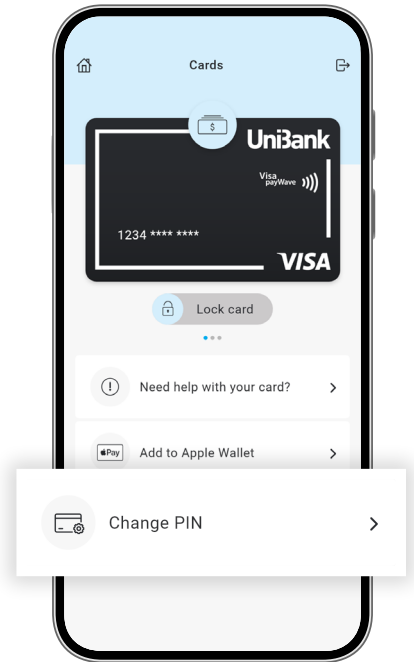 Cards
$
UniBank
Visa
payWave
1234 **** ****
VISA
Lock card
Need help with your card?
Pay
Add to Apple Wallet
Change PIN